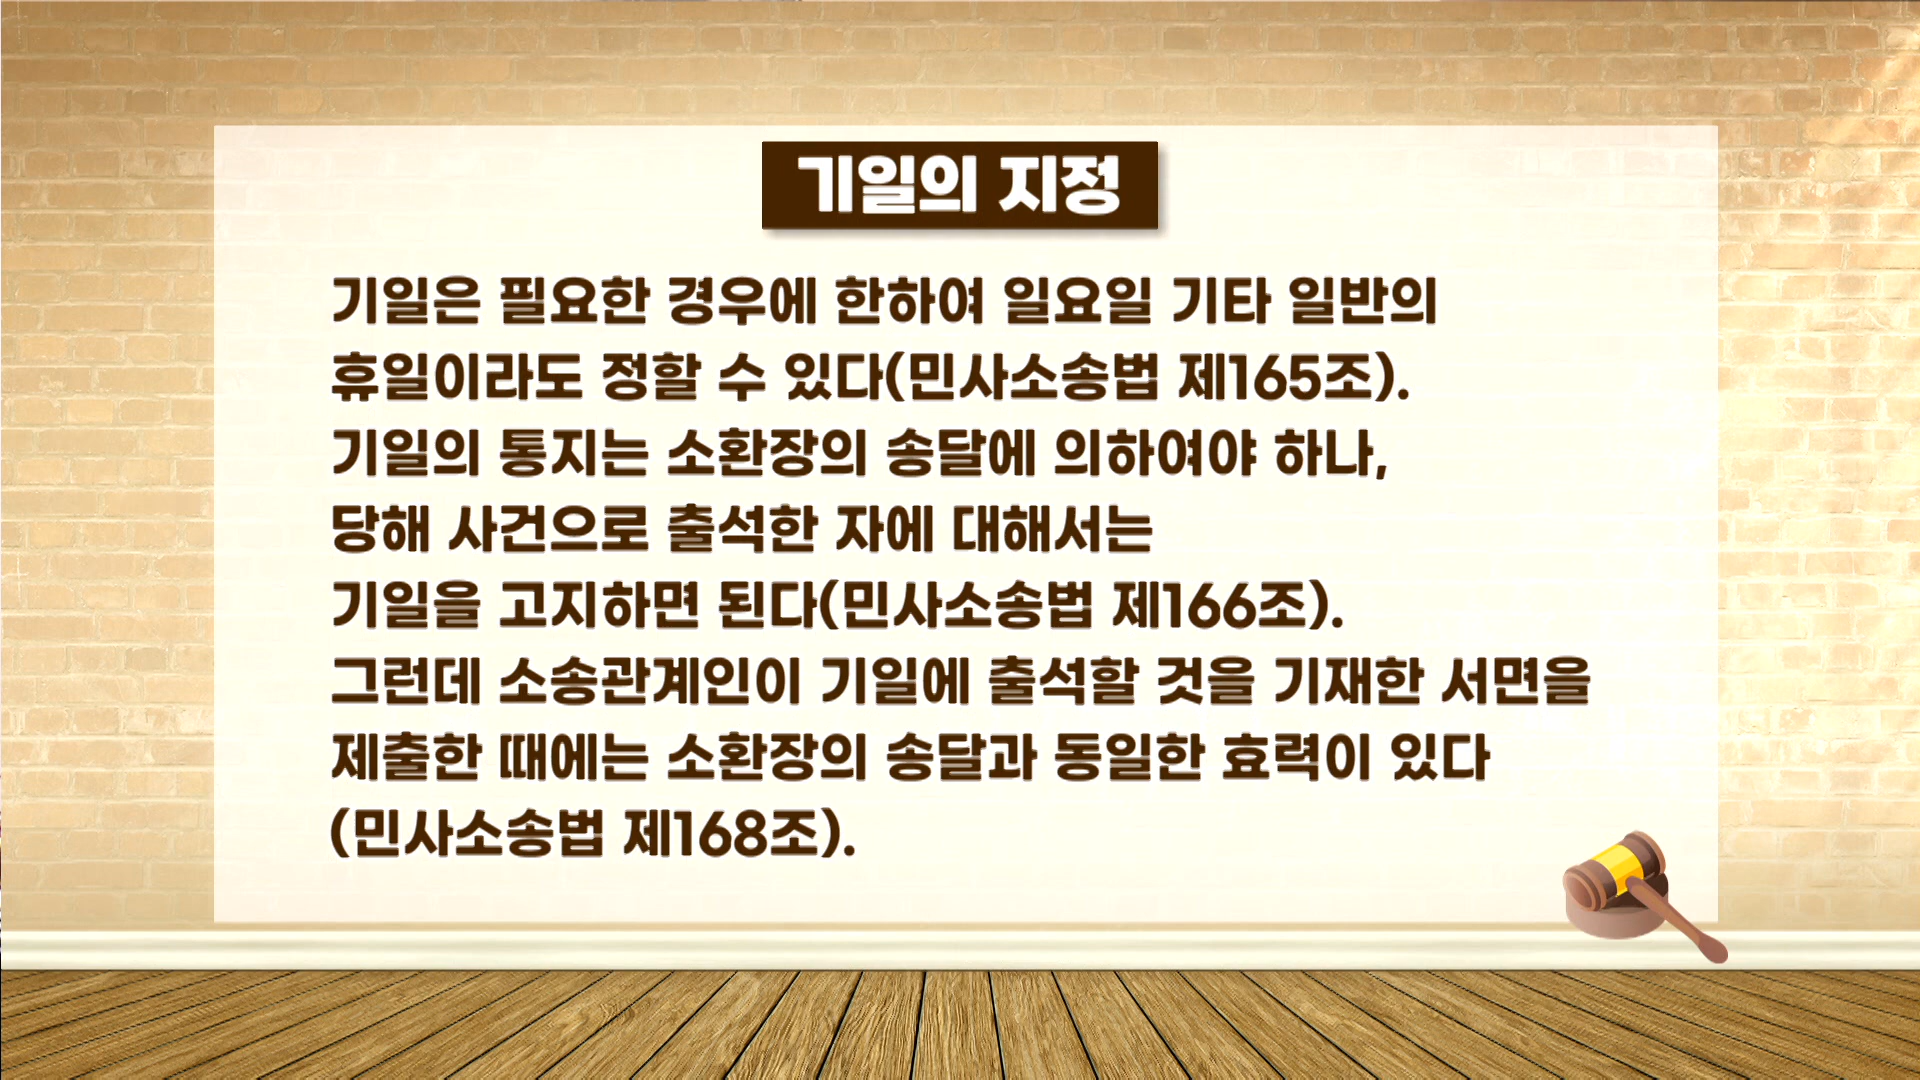 기일의 지정
기일은 필요한 경우에 한하여 일요일 기타 일반의
휴일이라도 정할 수 있다(민사소송법 제165조).
기일의 통지는 소환장의 송달에 의하여야 하나,
당해 사건으로 출석한 자에 대해서는
기일을 고지하면 된다(민사소송법 제166조).
그런데 소송관계인이 기일에 출석할 것을 기재한 서면을
제출한 때에는 소환장의 송달과 동일한 효력이 있다
(민사소송법 제168조).